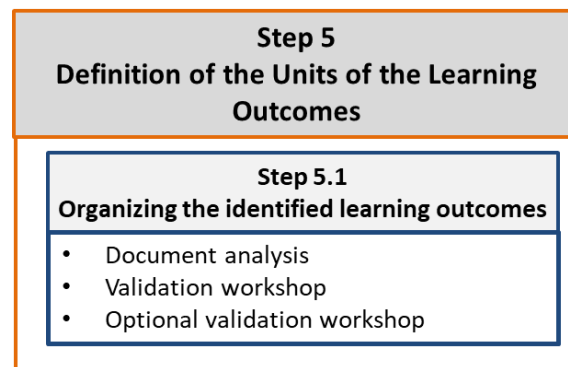 Step 5
Definition of the Units of the Learning
Outcomes
Step 5.1
Organizing the identified learning outcomes
• Document analysis
• Validation workshop
• Optional validation workshop